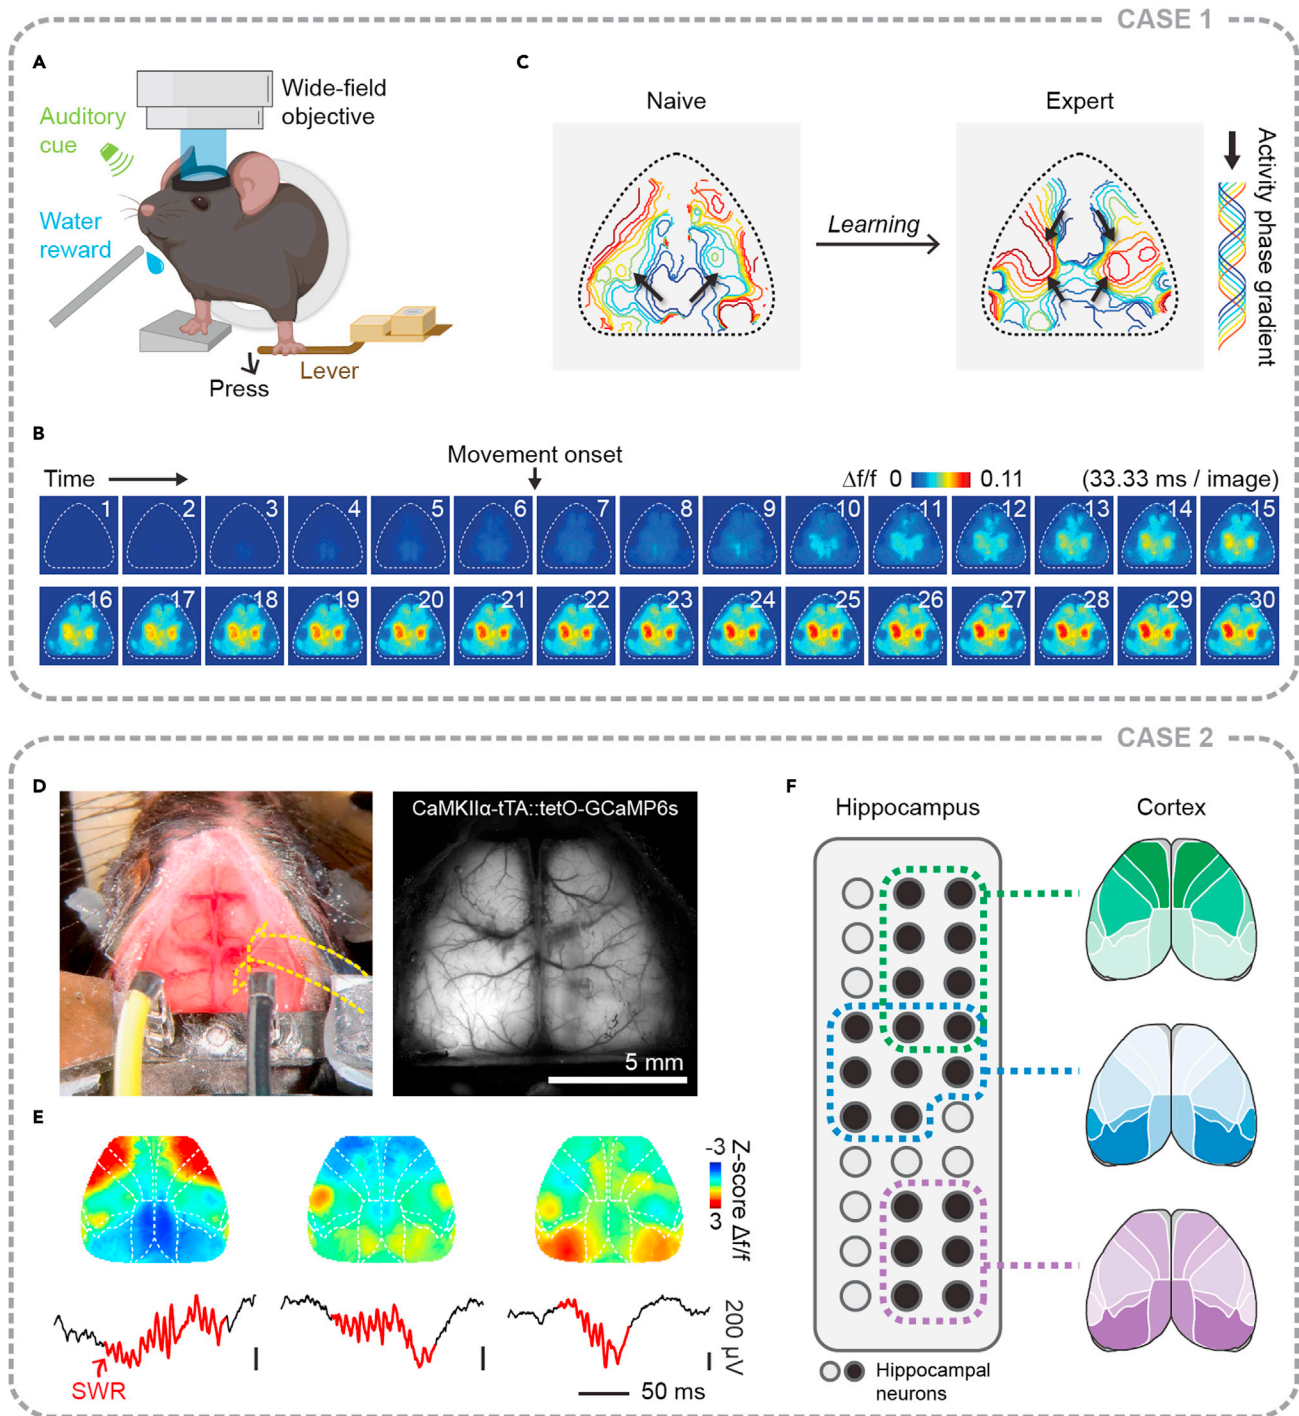 CASE 1
A
Wide-field
objective
Auditory
cue
Water
reward
Press
Lever
C
Naive
Expert
Learning
Activity phase gradient
B
Time
Movement onset
Δf/f 0 0.11 (33.33 ms / image)
1 2 3 4 5 6 7 8 9 10 11 12 13 14 15
16 17 18 19 20 21 22 23 24 25 26 27 28 29 30
CASE 2
D
CaMKIIα-tTA::tetO-GCaMP6s
5 mm
E
-3
3
Z-score Δf/f
SWR
200 µV
50 ms
F
Hippocampus
Cortex
Hippocampal
neurons